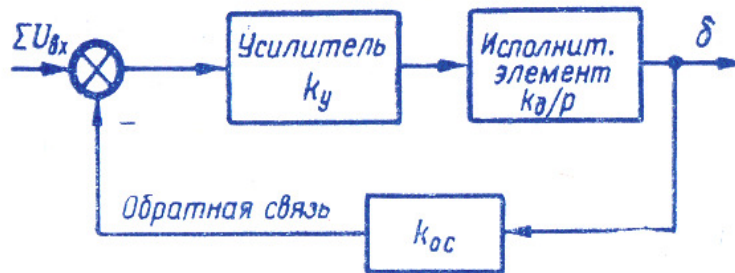 ΣUвх
Усилитель
kу
Исполнит.
элемент
kд/p
δ
–
Обратная связь
kос